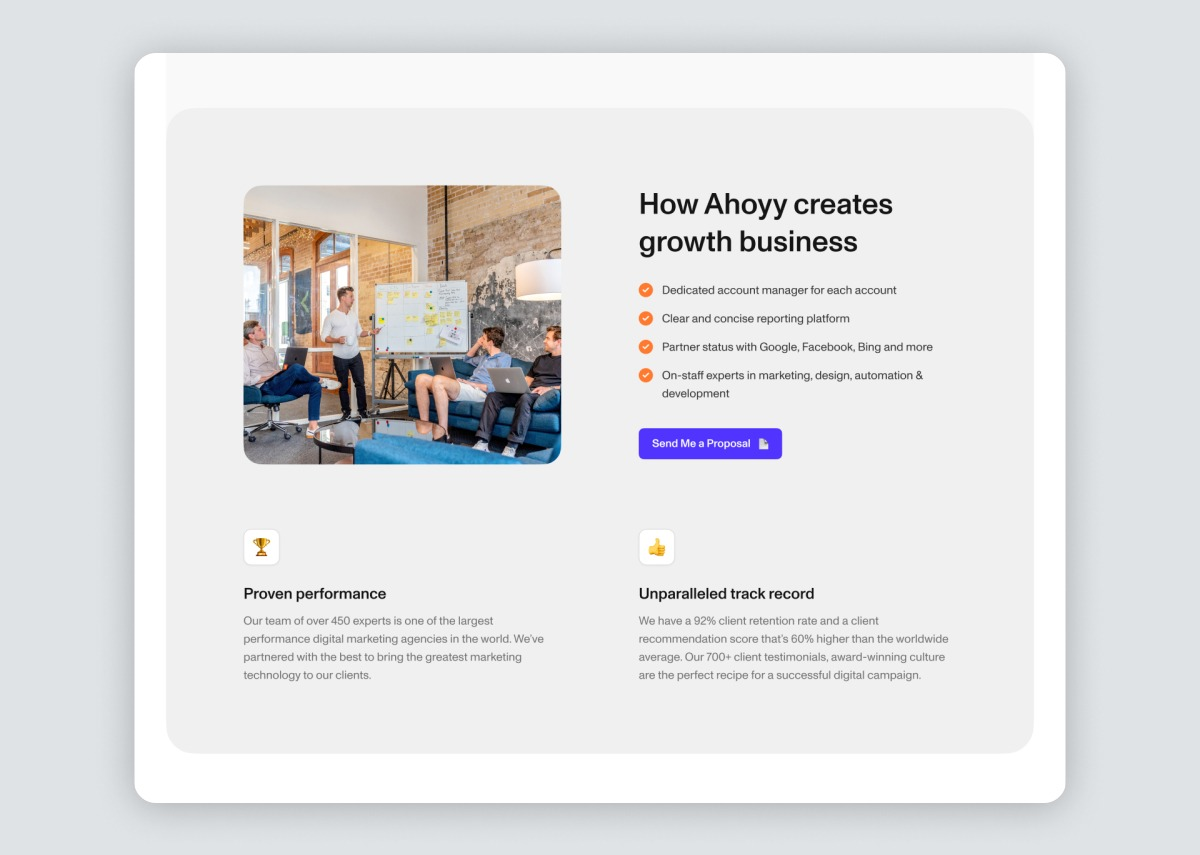 How Ahoyy creates
growth business
Dedicated account manager for each account
Clear and concise reporting platform
Partner status with Google, Facebook, Bing and more
On-staff experts in marketing, design, automation &
development
Send Me a Proposal
Proven performance
Our team of over 450 experts is one of the largest
performance digital marketing agencies in the world. We've
partnered with the best to bring the greatest marketing
technology to our clients.
Unparalleled track record
We have a 92% client retention rate and a client
recommendation score that's 60% higher than the worldwide
average. Our 700+ client testimonials, award-winning culture
are the perfect recipe for a successful digital campaign.